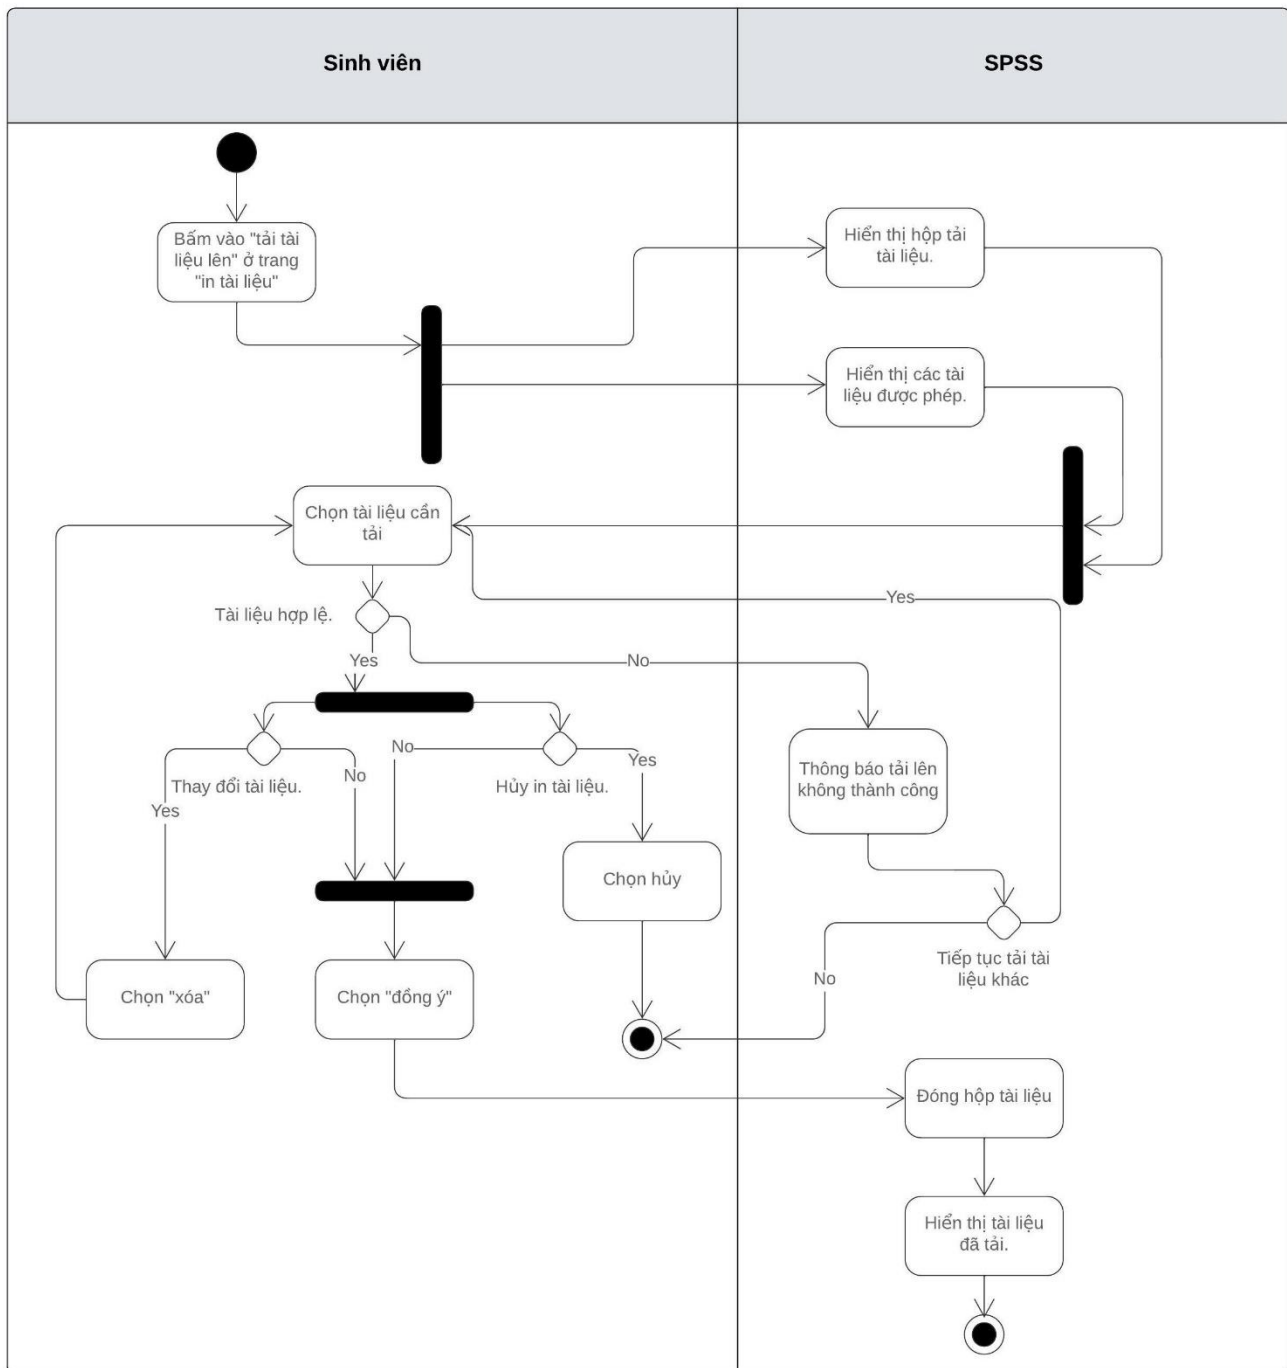 Sinh viên
SPSS
Bấm vào "tải tài
liệu lên" ở trang
"in tài liệu"
Hiển thị hộp tải
tài liệu.
Hiển thị các tài
liệu được phép.
Chọn tài liệu cần
tải
Tài liệu hợp lệ.
Yes
Yes
No
No
No
Yes
Thay đổi tài liệu.
Hủy in tài liệu.
Yes
Thông báo tải lên
không thành công
Chọn hủy
Tiếp tục tải tài
liệu khác
No
Chọn "xóa"
Chọn "đồng ý"
Đóng hộp tài liệu
Hiển thị tài liệu
đã tải.